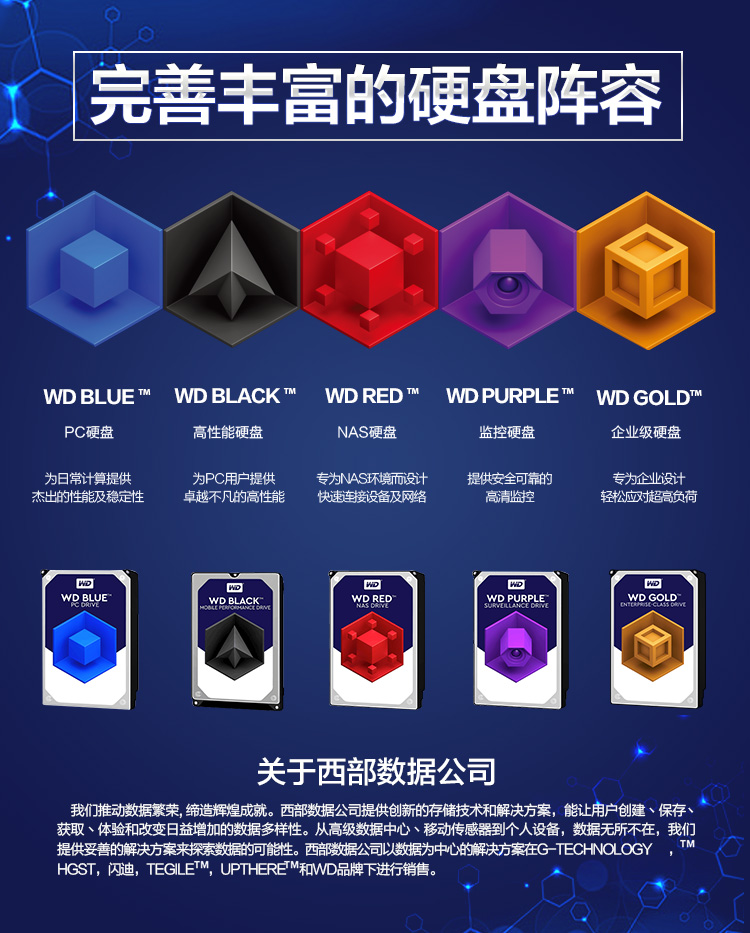 完善丰富的硬盘阵容
WD BLUE™ WD BLACK™ WD RED™ WD PURPLE™ WD GOLD™
PC硬盘 高性能硬盘 NAS硬盘 监控硬盘 企业级硬盘
为日常计算提供 为PC用户提供 专为NAS环境而设计 提供安全可靠的 专为企业设计
杰出的性能及稳定性 卓越不凡的高性能 快速连接设备及网络 高清监控 轻松应对超高负荷
WD WD WD WD WD
WD BLUE™ WD BLACK™ WD RED™ WD PURPLE™ WD GOLD™
PC DRIVE MOBILE PERFORMANCE DRIVE NAS DRIVE SURVEILLANCE DRIVE ENTERPRISE-CLASS DRIVE
关于西部数据公司
我们推动数据繁荣, 缔造辉煌成就。西部数据公司提供创新的存储技术和解决方案，能让用户创建、保存、
获取、体验和改变日益增加的数据多样性。从高级数据中心、移动传感器到个人设备，数据无所不在，我们
提供妥善的解决方案来探索数据的可能性。西部数据公司以数据为中心的解决方案在G-TECHNOLOGY ，™
HGST，闪迪，TEGILE™，UPTHERE™和WD品牌下进行销售。